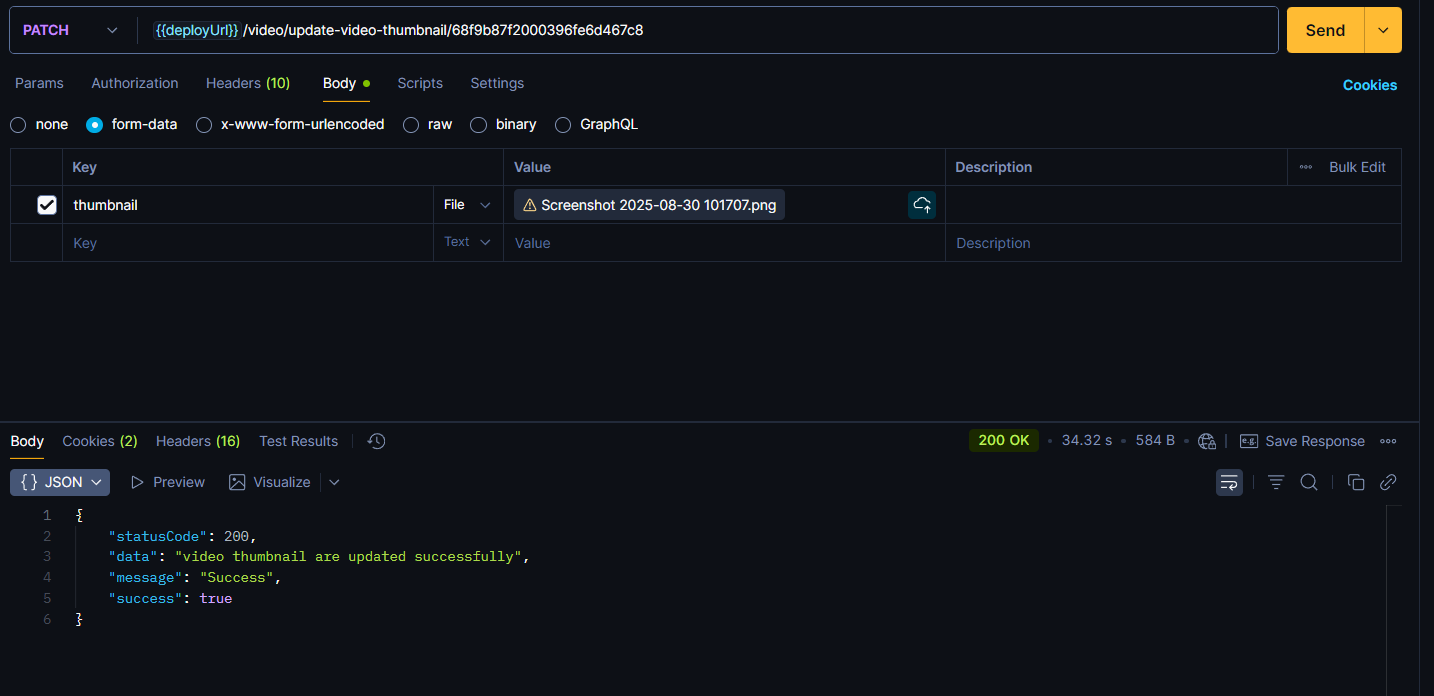 PATCH {{deployUrl}} /video/update-video-thumbnail/68f9b87f2000396fe6d467c8 Send
Params Authorization Headers (10) Body Scripts Settings Cookies
none form-data x-www-form-urlencoded raw binary GraphQL
Key Value Description Bulk Edit
thumbnail File Screenshot 2025-08-30 101707.png
Key Text Value Description
Body Cookies (2) Headers (16) Test Results 200 OK 34.32 s 584 B e.g. Save Response
{ } JSON Preview Visualize
1 {
2 "statusCode": 200,
3 "data": "video thumbnail are updated successfully",
4 "message": "Success",
5 "success": true
6 }